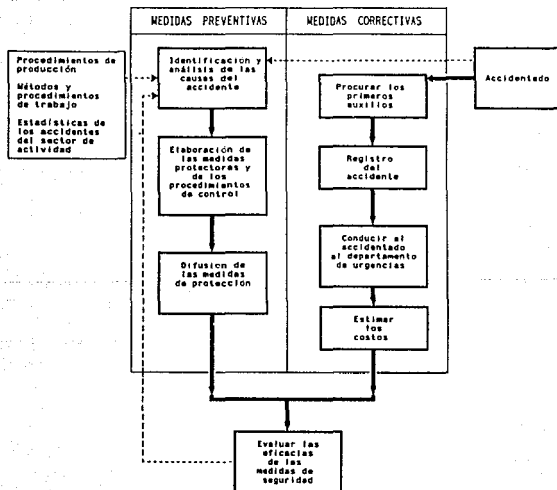 MEDIDAS PREVENTIVAS
MEDIDAS CORRECTIVAS
Procedimientos de
producción
Métodos y
procedimientos
de trabajo
Estadísticas de
los accidentes
del sector de
actividad
Identificación y
análisis de las
causas del
accidente
Elaboración de
las medidas
protectores y
de los
procedimientos
de control
Difusion de
las medidas
de protección
Accidentado
Procurar los
primeros
auxilios
Registro
del
accidente
Conducir al
accidentado
al departamento
de urgencias
Estimar
los
costos
Evaluar las
eficacias
de las
medidas de
seguridad